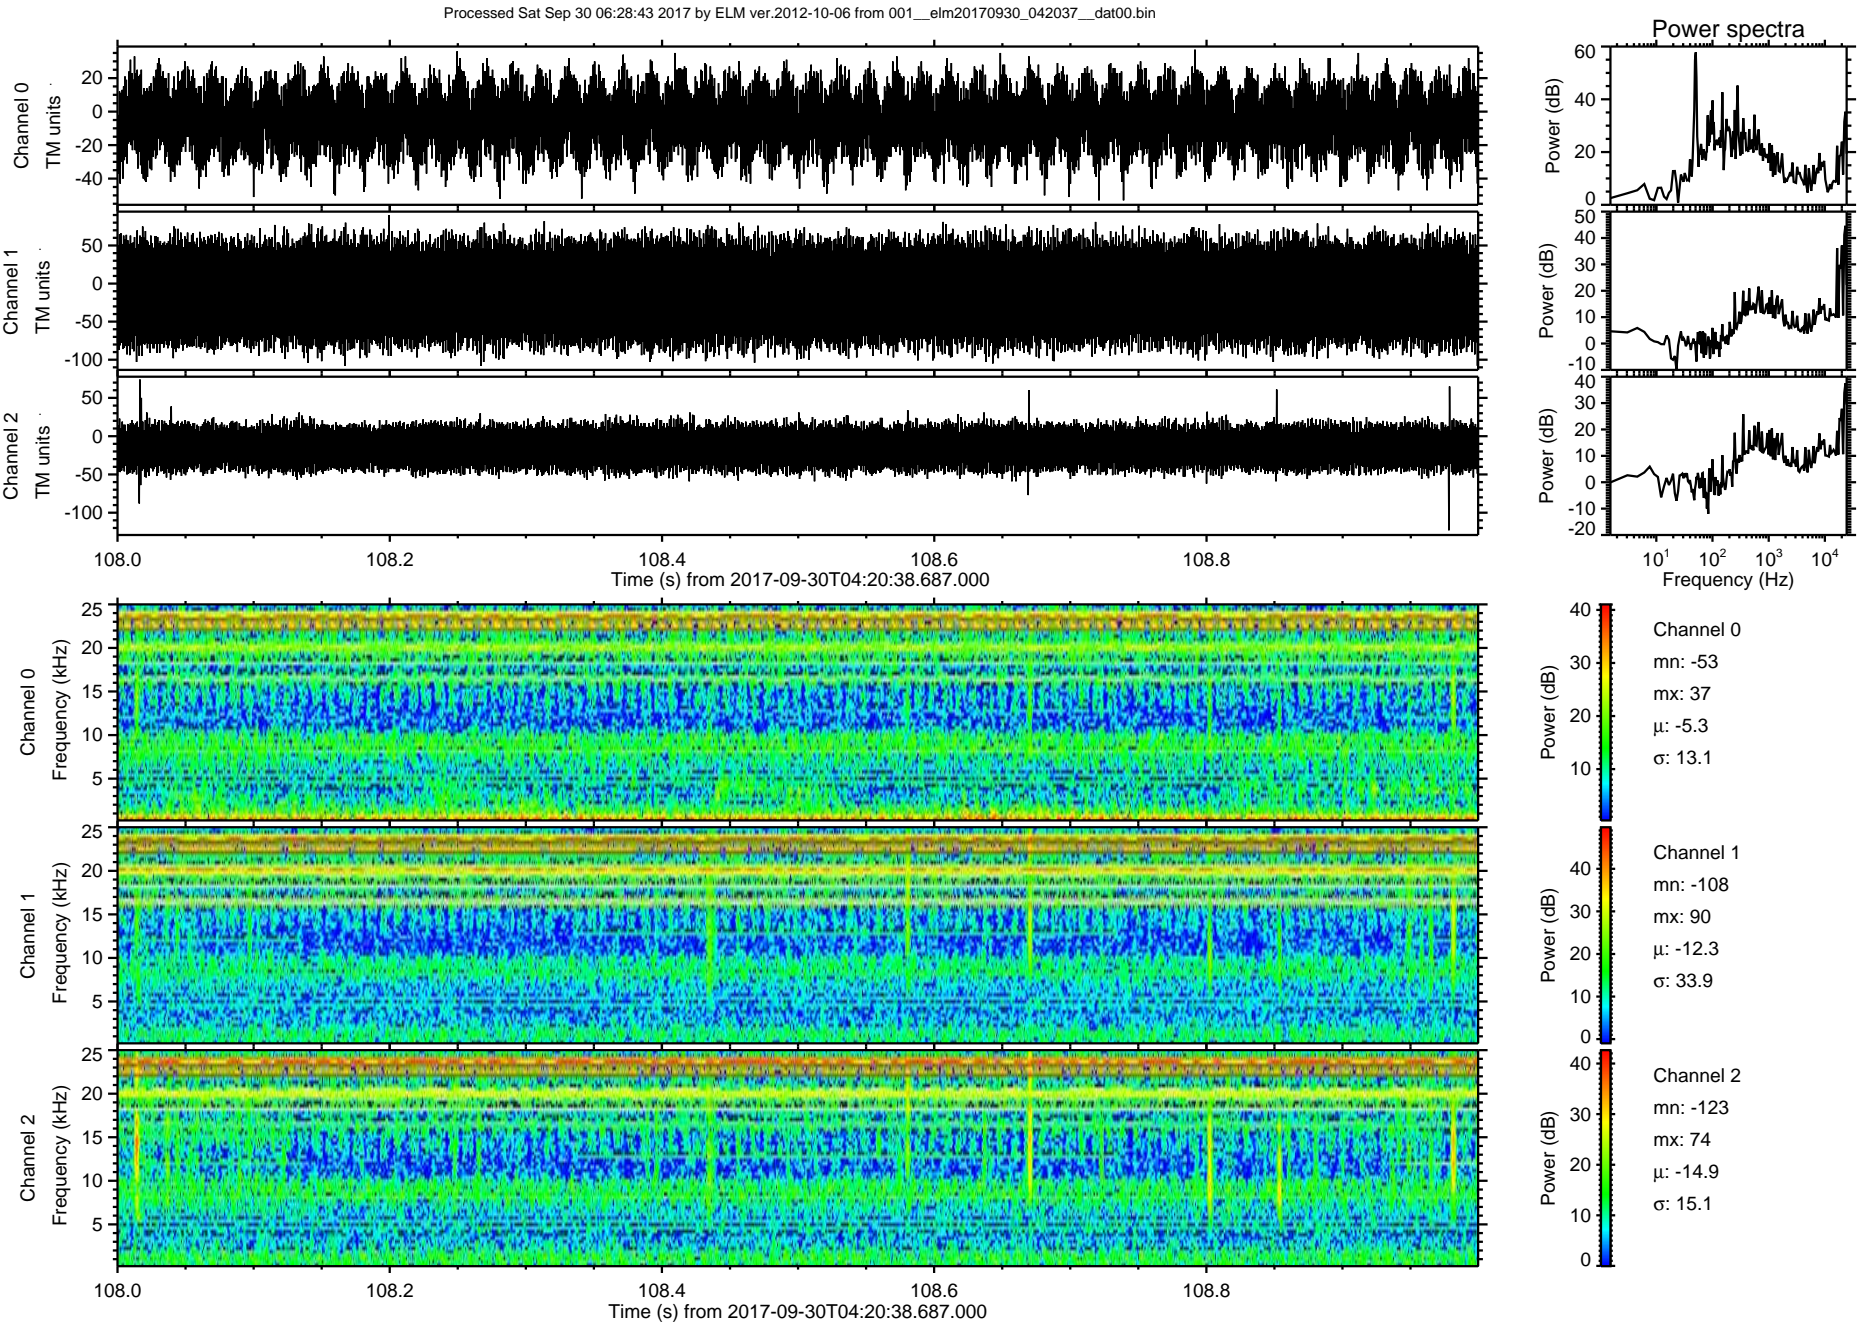 Processed Sat Sep 30 06:28:43 2017 by ELM ver.2012-10-06 from 001__elm20170930_042037__dat00.bin
Power spectra
Channel 0
TM units
20
0
-20
-40
Power (dB)
60
40
20
0
Channel 1
TM units
50
0
-50
-100
Power (dB)
50
40
30
20
10
0
-10
Channel 2
TM units
50
0
-50
-100
Power (dB)
40
30
20
10
0
-10
-20
108.0 108.2 108.4 108.6 108.8
Time (s) from 2017-09-30T04:20:38.687.000
10^1 10^2 10^3 10^4
Frequency (Hz)
Channel 0
Frequency (kHz)
25
20
15
10
5
Power (dB)
40
30
20
10
Channel 0
mn: -53
mx: 37
μ: -5.3
σ: 13.1
Channel 1
Frequency (kHz)
25
20
15
10
5
Power (dB)
40
30
20
10
0
Channel 1
mn: -108
mx: 90
μ: -12.3
σ: 33.9
Channel 2
Frequency (kHz)
25
20
15
10
5
Power (dB)
40
30
20
10
0
Channel 2
mn: -123
mx: 74
μ: -14.9
σ: 15.1
108.0 108.2 108.4 108.6 108.8
Time (s) from 2017-09-30T04:20:38.687.000